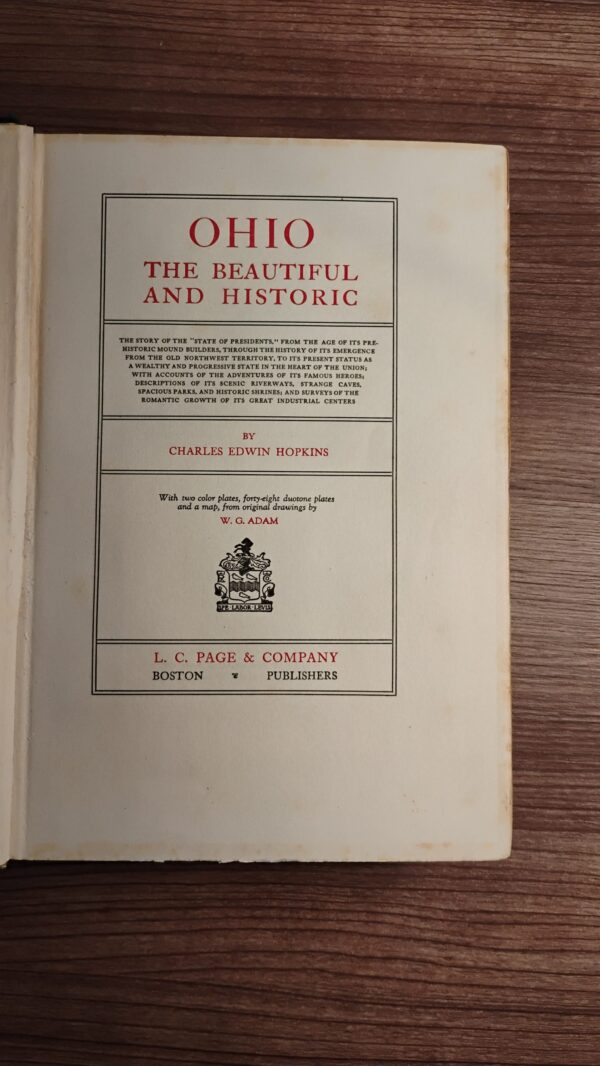 OHIO
THE BEAUTIFUL
AND HISTORIC
THE STORY OF THE "STATE OF PRESIDENTS," FROM THE AGE OF ITS PRE-
HISTORIC MOUND BUILDERS, THROUGH THE HISTORY OF ITS EMERGENCE
FROM THE OLD NORTHWEST TERRITORY, TO ITS PRESENT STATUS AS
A WEALTHY AND PROGRESSIVE STATE IN THE HEART OF THE UNION;
WITH ACCOUNTS OF THE ADVENTURES OF ITS FAMOUS HEROES;
DESCRIPTIONS OF ITS SCENIC RIVERWAYS, STRANGE CAVES,
SPACIOUS PARKS, AND HISTORIC SHRINES; AND SURVEYS OF THE
ROMANTIC GROWTH OF ITS GREAT INDUSTRIAL CENTERS
BY
CHARLES EDWIN HOPKINS
With two color plates, forty-eight duotone plates
and a map, from original drawings by
W. G. ADAM
SPE LABOR LEVIS
L. C. PAGE & COMPANY
BOSTON PUBLISHERS